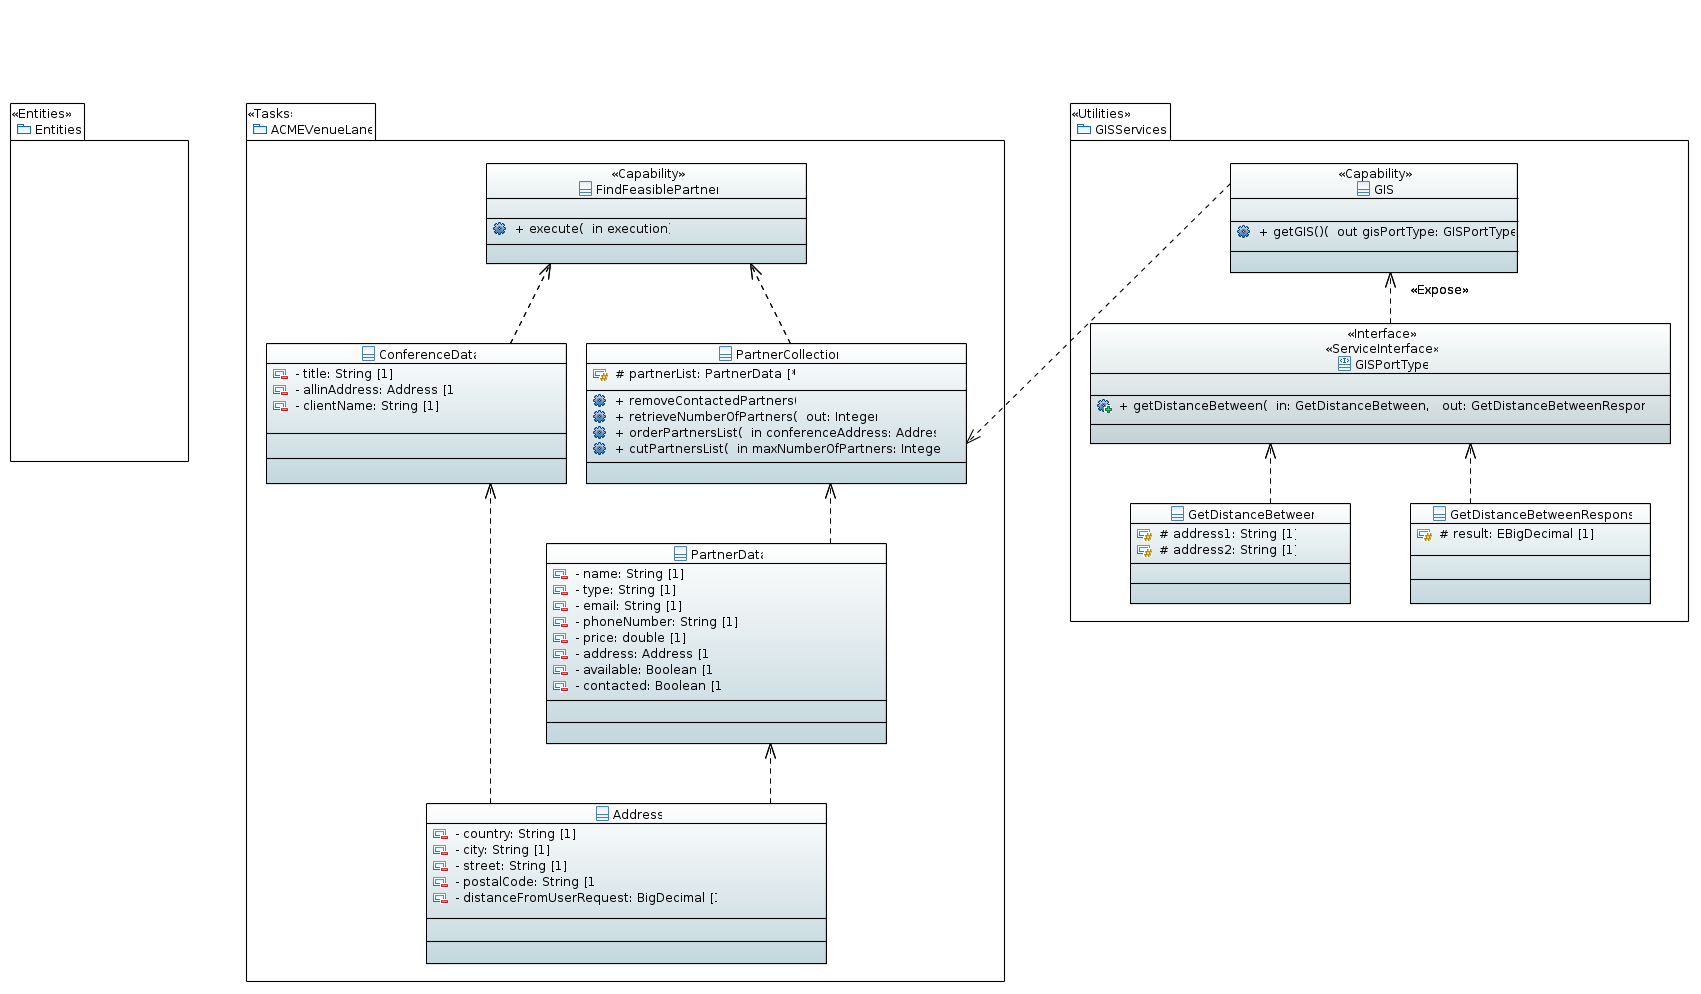 «Entities»
Entities
«Tasks:
ACMEVenueLane
«Capability»
FindFeasiblePartner
+ execute( in execution)
ConferenceData
- title: String [1]
- allinAddress: Address [1
- clientName: String [1]
PartnerCollection
# partnerList: PartnerData [*
+ removeContactedPartners(
+ retrieveNumberOfPartners( out: Integer
+ orderPartnersList( in conferenceAddress: Addres
+ cutPartnersList( in maxNumberOfPartners: Intege
PartnerData
- name: String [1]
- type: String [1]
- email: String [1]
- phoneNumber: String [1]
- price: double [1]
- address: Address [1
- available: Boolean [1
- contacted: Boolean [1
Address
- country: String [1]
- city: String [1]
- street: String [1]
- postalCode: String [1
- distanceFromUserRequest: BigDecimal [1
«Utilities»
GISServices
«Capability»
GIS
+ getGIS()( out gisPortType: GISPortType
«Expose»
«Interface»
«ServiceInterface»
GISPortType
+ getDistanceBetween( in: GetDistanceBetween, out: GetDistanceBetweenRespon
GetDistanceBetween
# address1: String [1]
# address2: String [1]
GetDistanceBetweenRespons
# result: EBigDecimal [1]